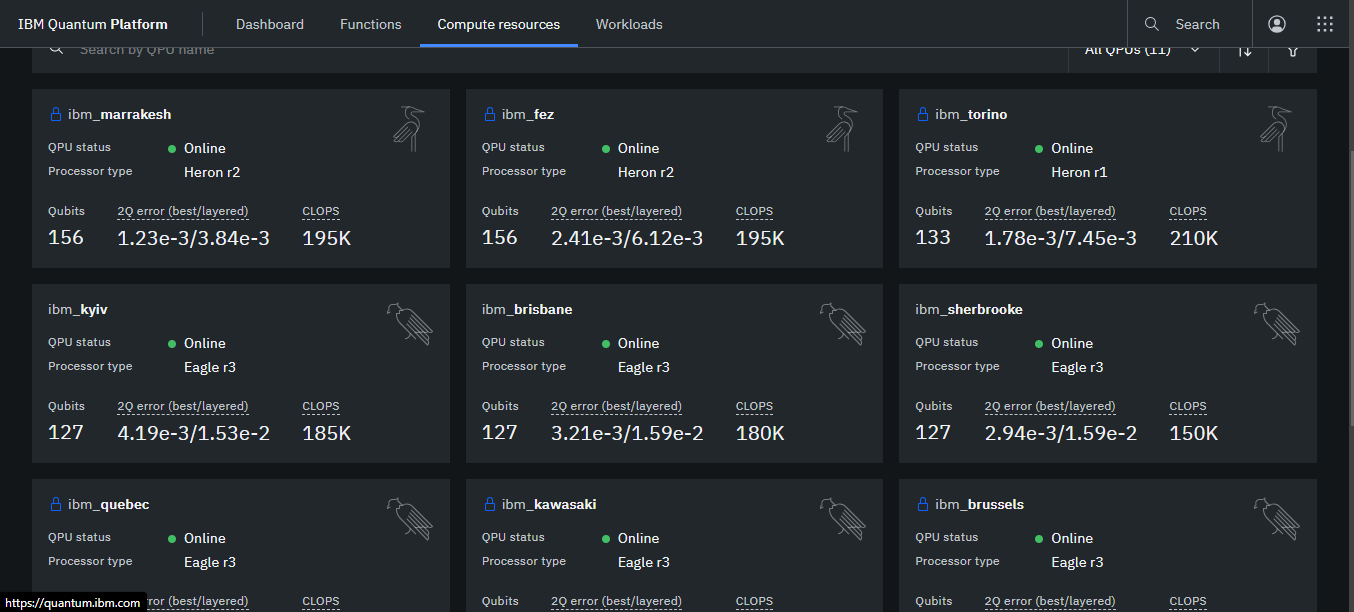 IBM Quantum Platform Dashboard Functions Compute resources Workloads Search
Search by QPU name All QPUs (11)
ibm_marrakesh ibm_fez ibm_torino
QPU status Online QPU status Online QPU status Online
Processor type Heron r2 Processor type Heron r2 Processor type Heron r1
Qubits 2Q error (best/layered) CLOPS Qubits 2Q error (best/layered) CLOPS Qubits 2Q error (best/layered) CLOPS
156 1.23e-3/3.84e-3 195K 156 2.41e-3/6.12e-3 195K 133 1.78e-3/7.45e-3 210K
ibm_kyiv ibm_brisbane ibm_sherbrooke
QPU status Online QPU status Online QPU status Online
Processor type Eagle r3 Processor type Eagle r3 Processor type Eagle r3
Qubits 2Q error (best/layered) CLOPS Qubits 2Q error (best/layered) CLOPS Qubits 2Q error (best/layered) CLOPS
127 4.19e-3/1.53e-2 185K 127 3.21e-3/1.59e-2 180K 127 2.94e-3/1.59e-2 150K
ibm_quebec ibm_kawasaki ibm_brussels
QPU status Online QPU status Online QPU status Online
Processor type Eagle r3 Processor type Eagle r3 Processor type Eagle r3
https://quantum.ibm.com ror (best/layered) CLOPS Qubits 2Q error (best/layered) CLOPS Qubits 2Q error (best/layered) CLOPS